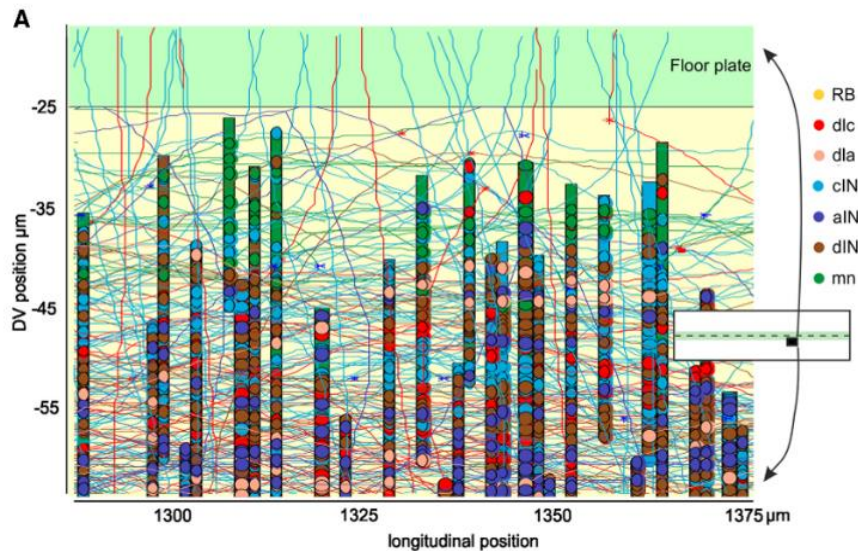 A
Floor plate
-25
-35
-45
-55
DV position µm
1300
1325
1350
1375 µm
longitudinal position
RB
dlc
dla
cIN
aIN
dIN
mn